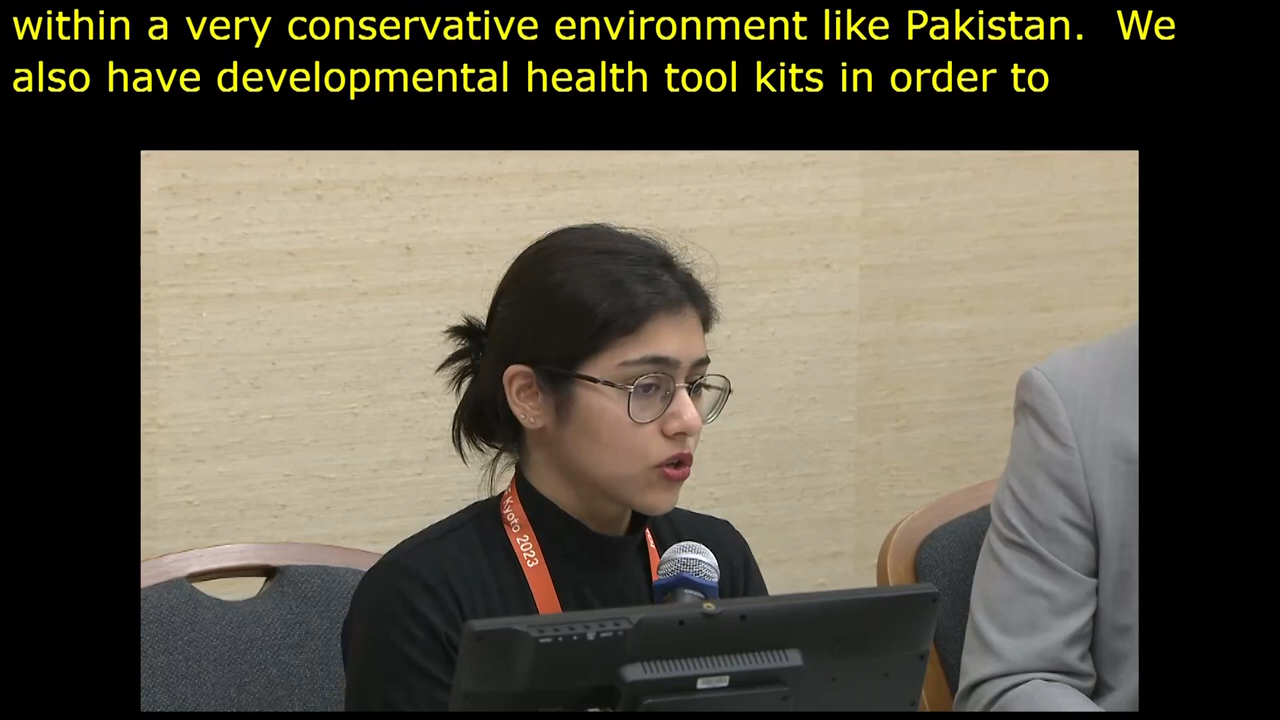 within a very conservative environment like Pakistan.  We
also have developmental health tool kits in order to
Kyoto 2023